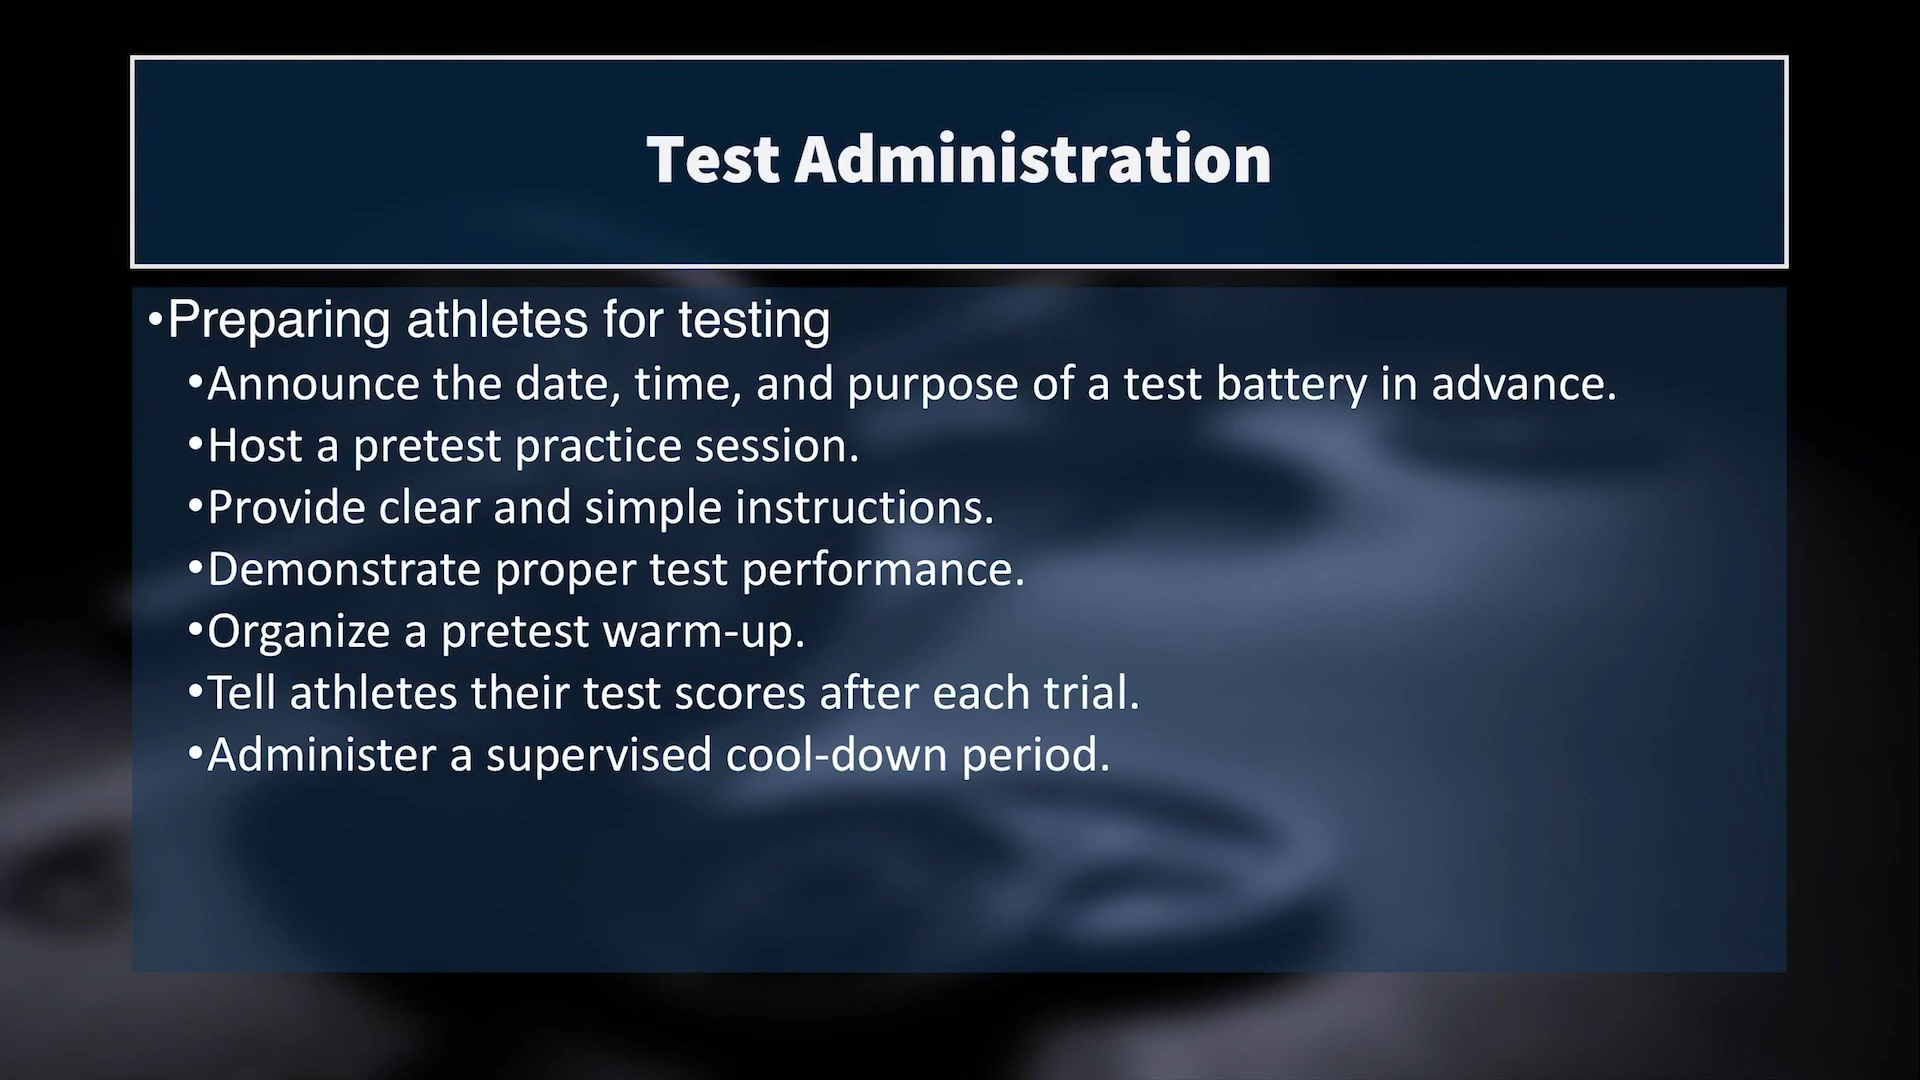 Test Administration
•Preparing athletes for testing
•Announce the date, time, and purpose of a test battery in advance.
•Host a pretest practice session.
•Provide clear and simple instructions.
•Demonstrate proper test performance.
•Organize a pretest warm-up.
•Tell athletes their test scores after each trial.
•Administer a supervised cool-down period.